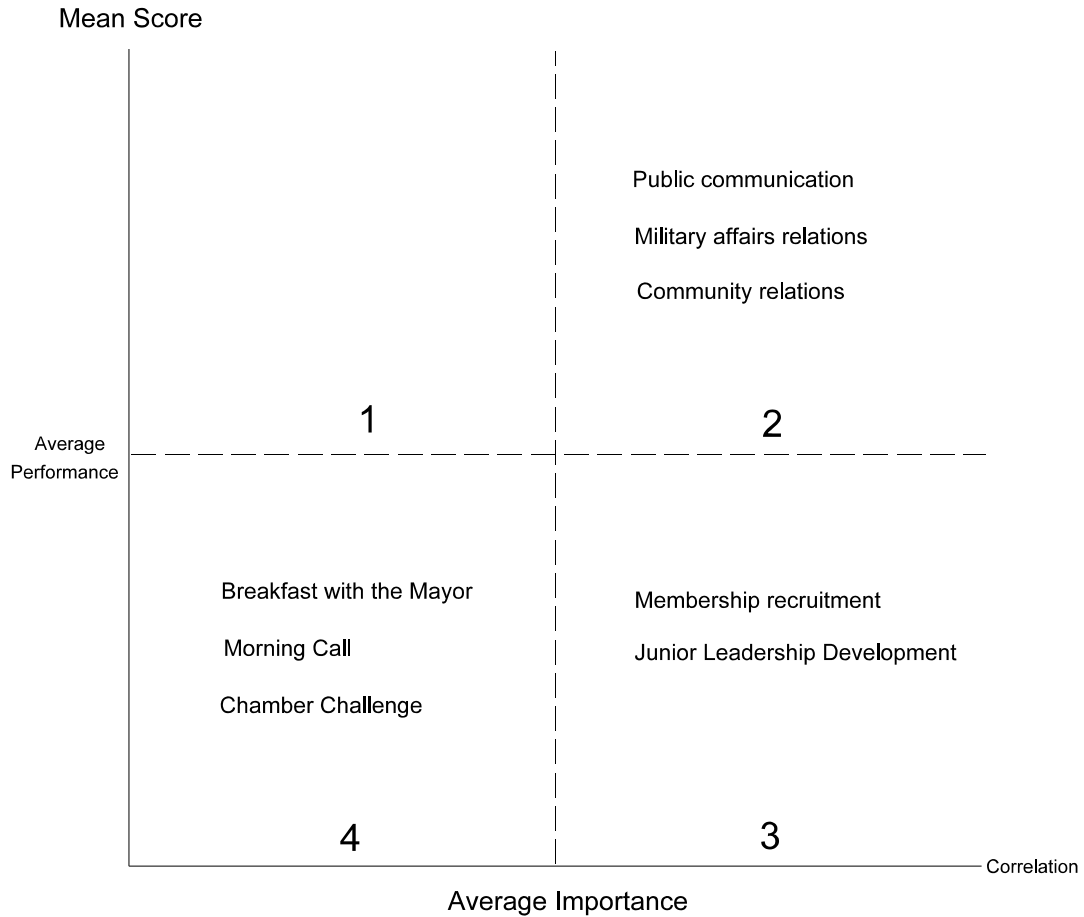 Mean Score
Public communication
Military affairs relations
Community relations
1
2
Average
Performance
Breakfast with the Mayor
Membership recruitment
Morning Call
Junior Leadership Development
Chamber Challenge
4
3
Correlation
Average Importance